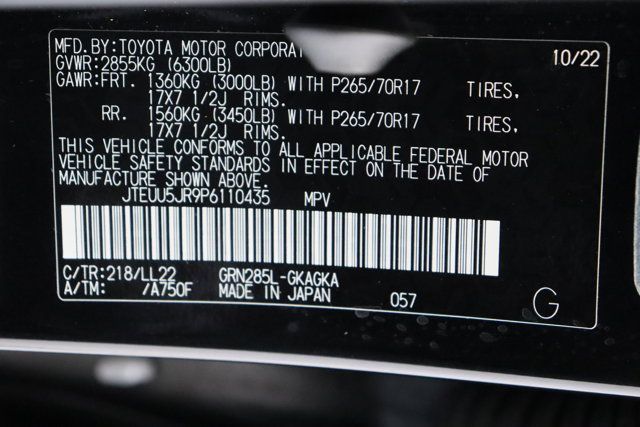 MFD.BY: TOYOTA MOTOR CORPORATI 10/22
GVWR: 2855KG (6300LB)
GAWR: FRT. 1360KG (3000LB) WITH P265/70R17 TIRES.
17X7 1/2J RIMS.
RR. 1560KG (3450LB) WITH P265/70R17 TIRES.
17X7 1/2J RIMS.
THIS VEHICLE CONFORMS TO ALL APPLICABLE FEDERAL MOTOR
VEHICLE SAFETY STANDARDS IN EFFECT ON THE DATE OF
MANUFACTURE SHOWN ABOVE.
JTEUU5JR9P6110435 MPV
C/TR: 218/LL22 GRN285L-GKAGKA
A/TM: /A750F MADE IN JAPAN 057 G